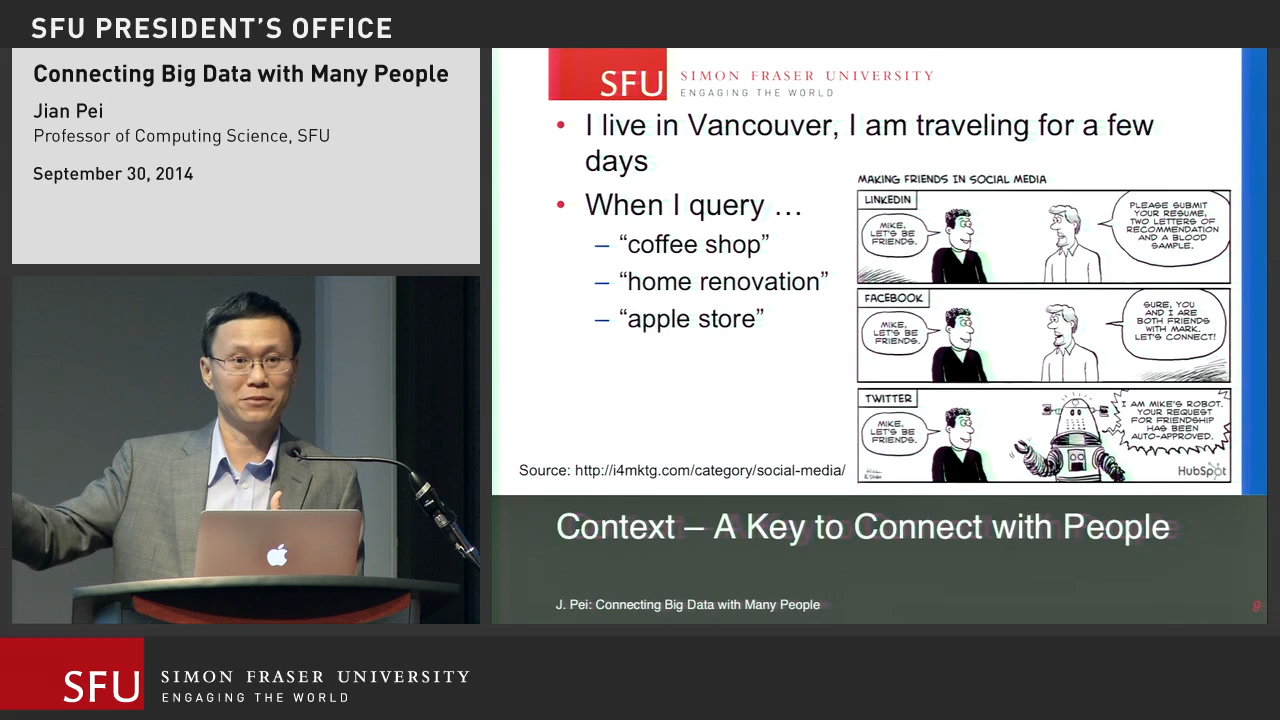 SFU PRESIDENT'S OFFICE
Connecting Big Data with Many People
Jian Pei
Professor of Computing Science, SFU
September 30, 2014
SFU
SIMON FRASER UNIVERSITY
ENGAGING THE WORLD
• I live in Vancouver, I am traveling for a few
days
• When I query …
– “coffee shop”
– “home renovation”
– “apple store”
MAKING FRIENDS IN SOCIAL MEDIA
LINKEDIN
MIKE,
LET'S BE
FRIENDS.
PLEASE SUBMIT
YOUR RESUME,
TWO LETTERS OF
RECOMMENDATION
AND A BLOOD
SAMPLE.
FACEBOOK
MIKE,
LET'S BE
FRIENDS.
SURE, YOU
AND I ARE
BOTH FRIENDS
WITH MARK.
LET'S CONNECT!
TWITTER
MIKE,
LET'S BE
FRIENDS.
I AM MIKE'S ROBOT.
YOUR REQUEST
FOR FRIENDSHIP
HAS BEEN
AUTO-APPROVED.
HubSpot
Source: http://i4mktg.com/category/social-media/
Context – A Key to Connect with People
J. Pei: Connecting Big Data with Many People
9
SFU
SIMON FRASER UNIVERSITY
ENGAGING THE WORLD